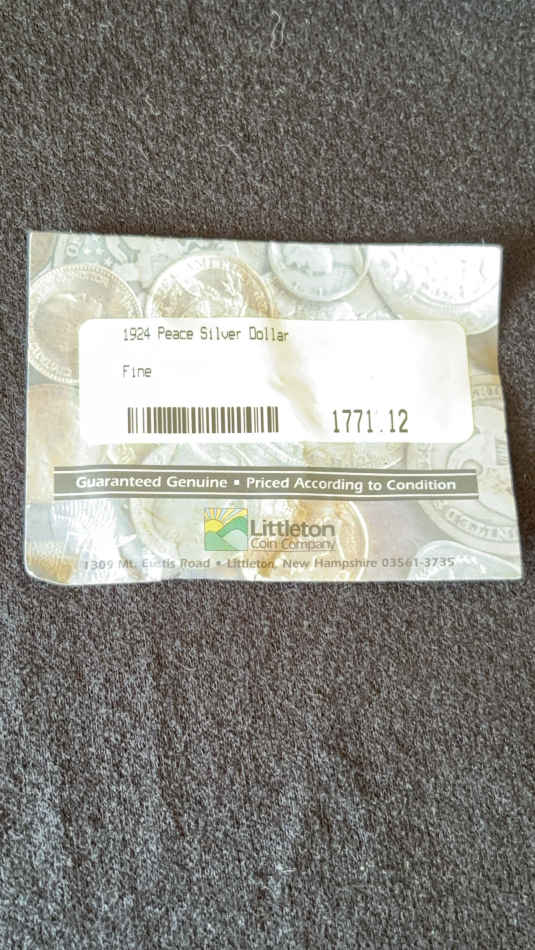 1924 Peace Silver Dollar
Fine
1771.12
Guaranteed Genuine ▪ Priced According to Condition
Littleton
Coin Company
1309 Mt. Eustis Road • Littleton, New Hampshire 03561-3735